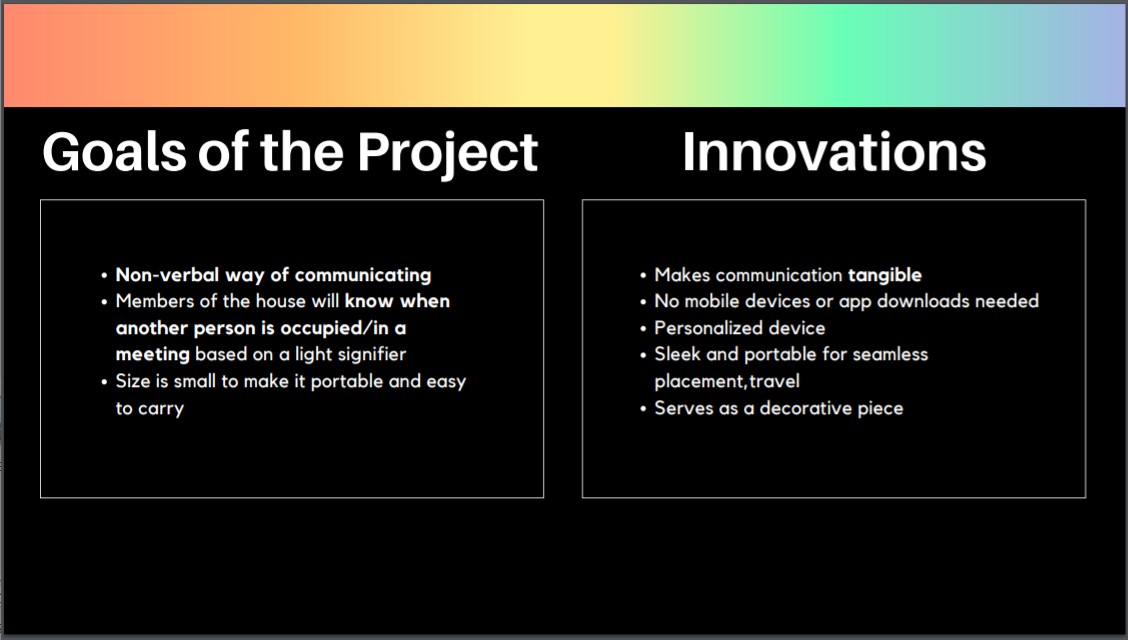 Goals of the Project
• Non-verbal way of communicating
• Members of the house will know when
another person is occupied/in a
meeting based on a light signifier
• Size is small to make it portable and easy
to carry
Innovations
• Makes communication tangible
• No mobile devices or app downloads needed
• Personalized device
• Sleek and portable for seamless
placement,travel
• Serves as a decorative piece